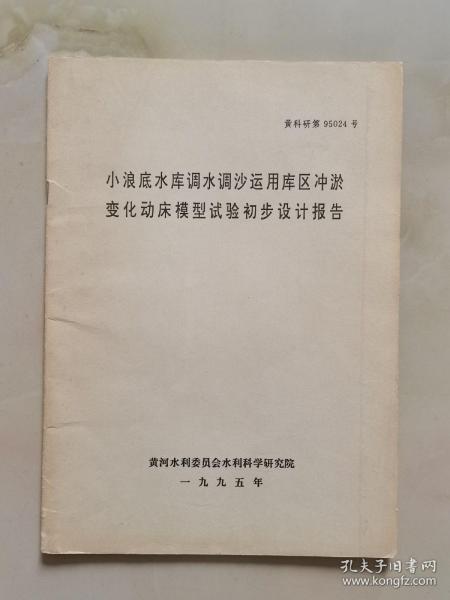 黄科研第 95024 号
小浪底水库调水调沙运用库区冲淤
变化动床模型试验初步设计报告
黄河水利委员会水利科学研究院
一九九五年
孔夫子旧书网
www.kongfz.com